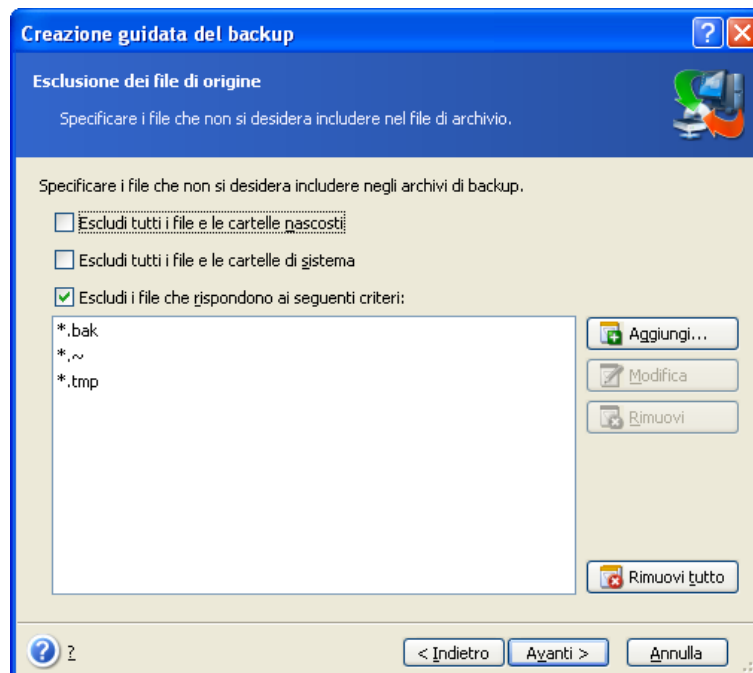 Creazione guidata del backup
Esclusione dei file di origine
Specificare i file che non si desidera includere nel file di archivio.
Specificare i file che non si desidera includere negli archivi di backup.
Escludi tutti i file e le cartelle nascosti
Escludi tutti i file e le cartelle di sistema
Escludi i file che rispondono ai seguenti criteri:
*.bak
*.~
*.tmp
Aggiungi...
Modifica
Rimuovi
Rimuovi tutto
?
< Indietro
Avanti >
Annulla